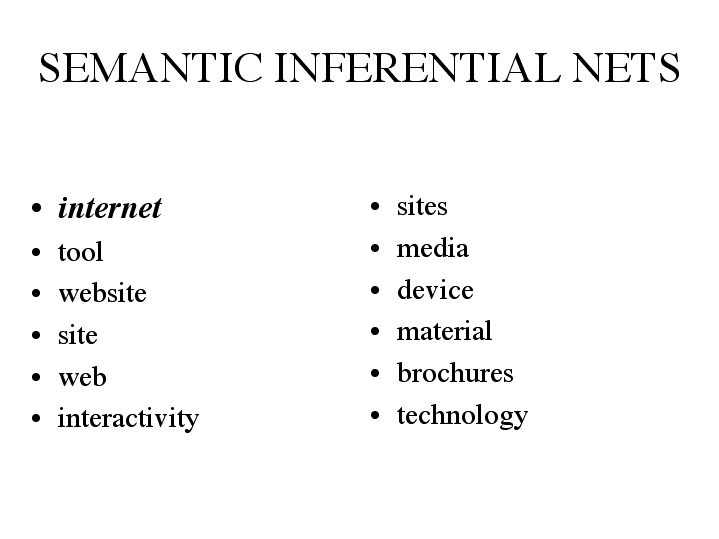 SEMANTIC INFERENTIAL NETS
• internet
• tool
• website
• site
• web
• interactivity
• sites
• media
• device
• material
• brochures
• technology